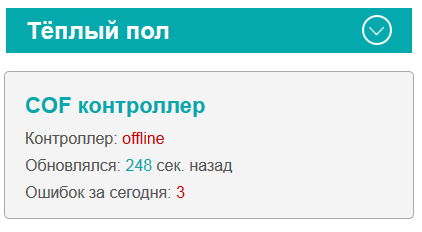 Тёплый пол
COF контроллер
Контроллер: offline
Обновлялся: 248 сек. назад
Ошибок за сегодня: 3